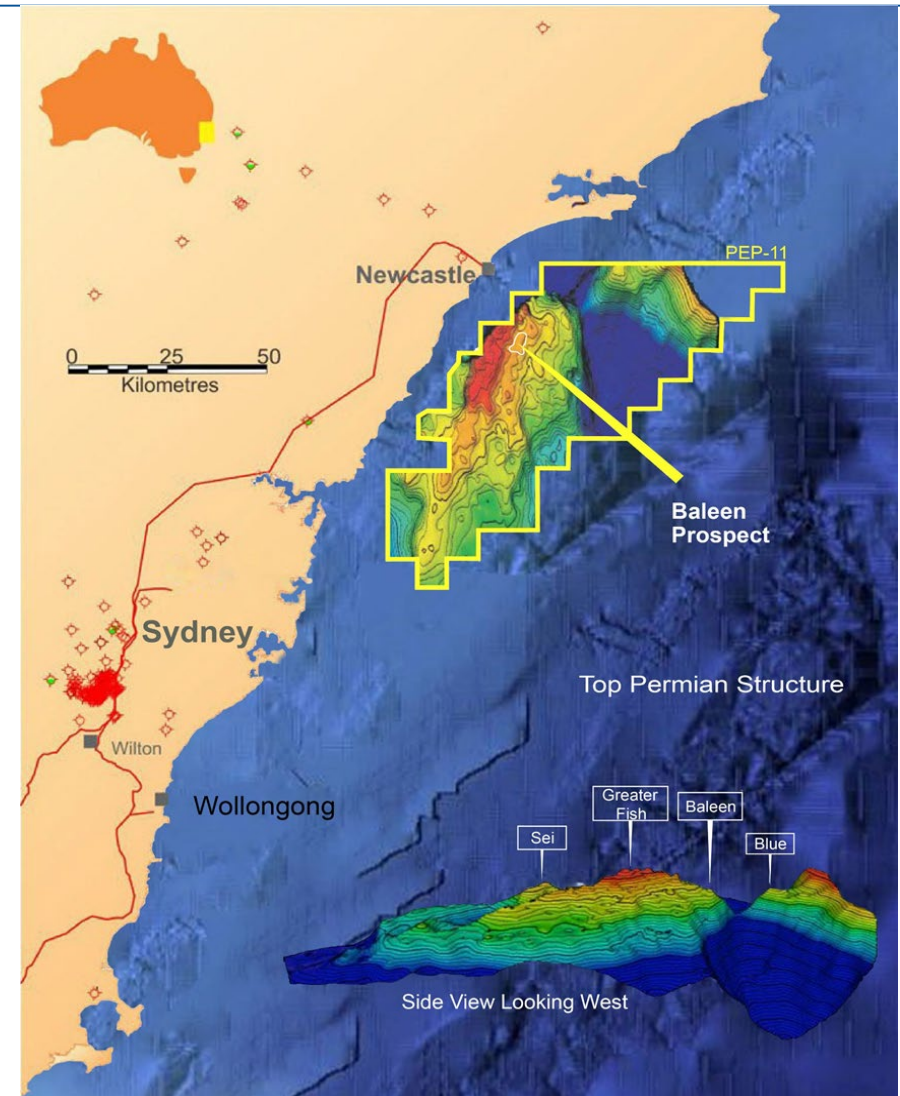 PEP-11
Newcastle
0 25 50
Kilometres
Baleen
Prospect
Sydney
Top Permian Structure
Wilton
Wollongong
Greater
Fish
Baleen
Sei
Blue
Side View Looking West